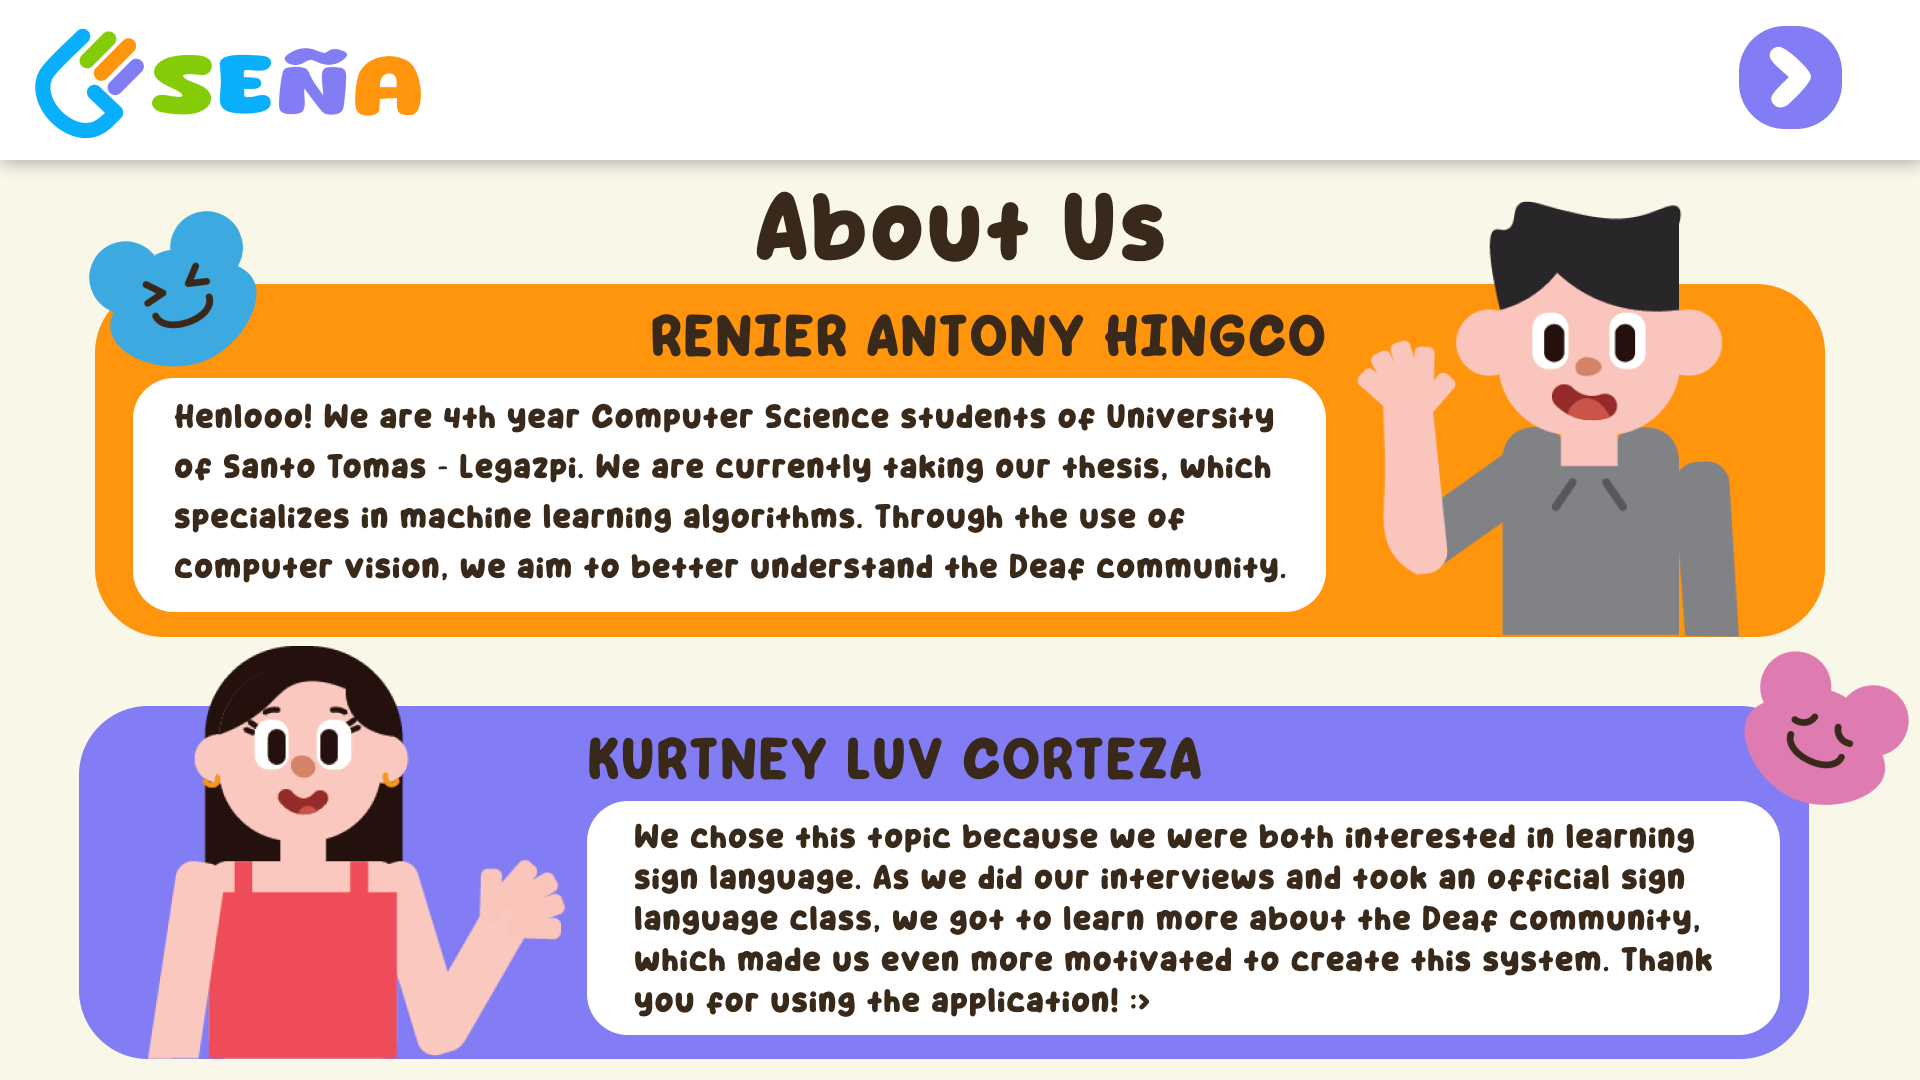 SEÑA
About Us
RENIER ANTONY HINGCO
Henlooo! We are 4th year Computer Science students of University
of Santo Tomas - Legazpi. We are currently taking our thesis, which
specializes in machine learning algorithms. Through the use of
computer vision, we aim to better understand the Deaf community.
KURTNEY LUV CORTEZA
We chose this topic because we were both interested in learning
sign language. As we did our interviews and took an official sign
language class, we got to learn more about the Deaf community,
which made us even more motivated to create this system. Thank
you for using the application! :>